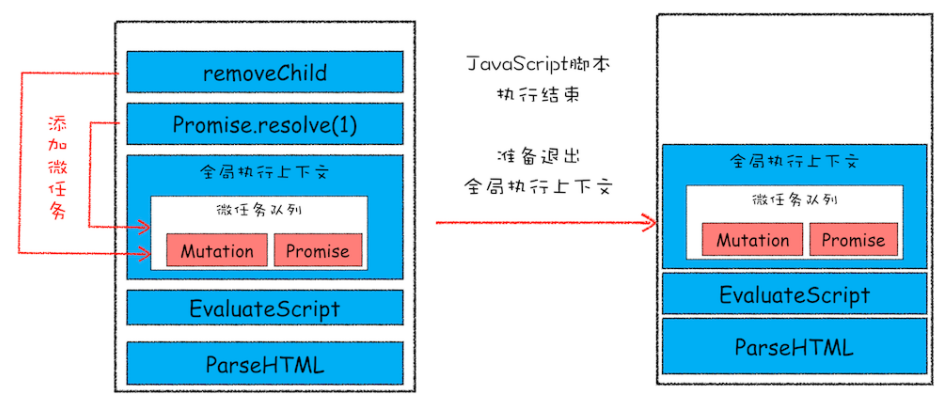 removeChild
Promise.resolve(1)
添加微任务
全局执行上下文
微任务队列
Mutation
Promise
EvaluateScript
ParseHTML
JavaScript脚本
执行结束
准备退出
全局执行上下文
全局执行上下文
微任务队列
Mutation
Promise
EvaluateScript
ParseHTML